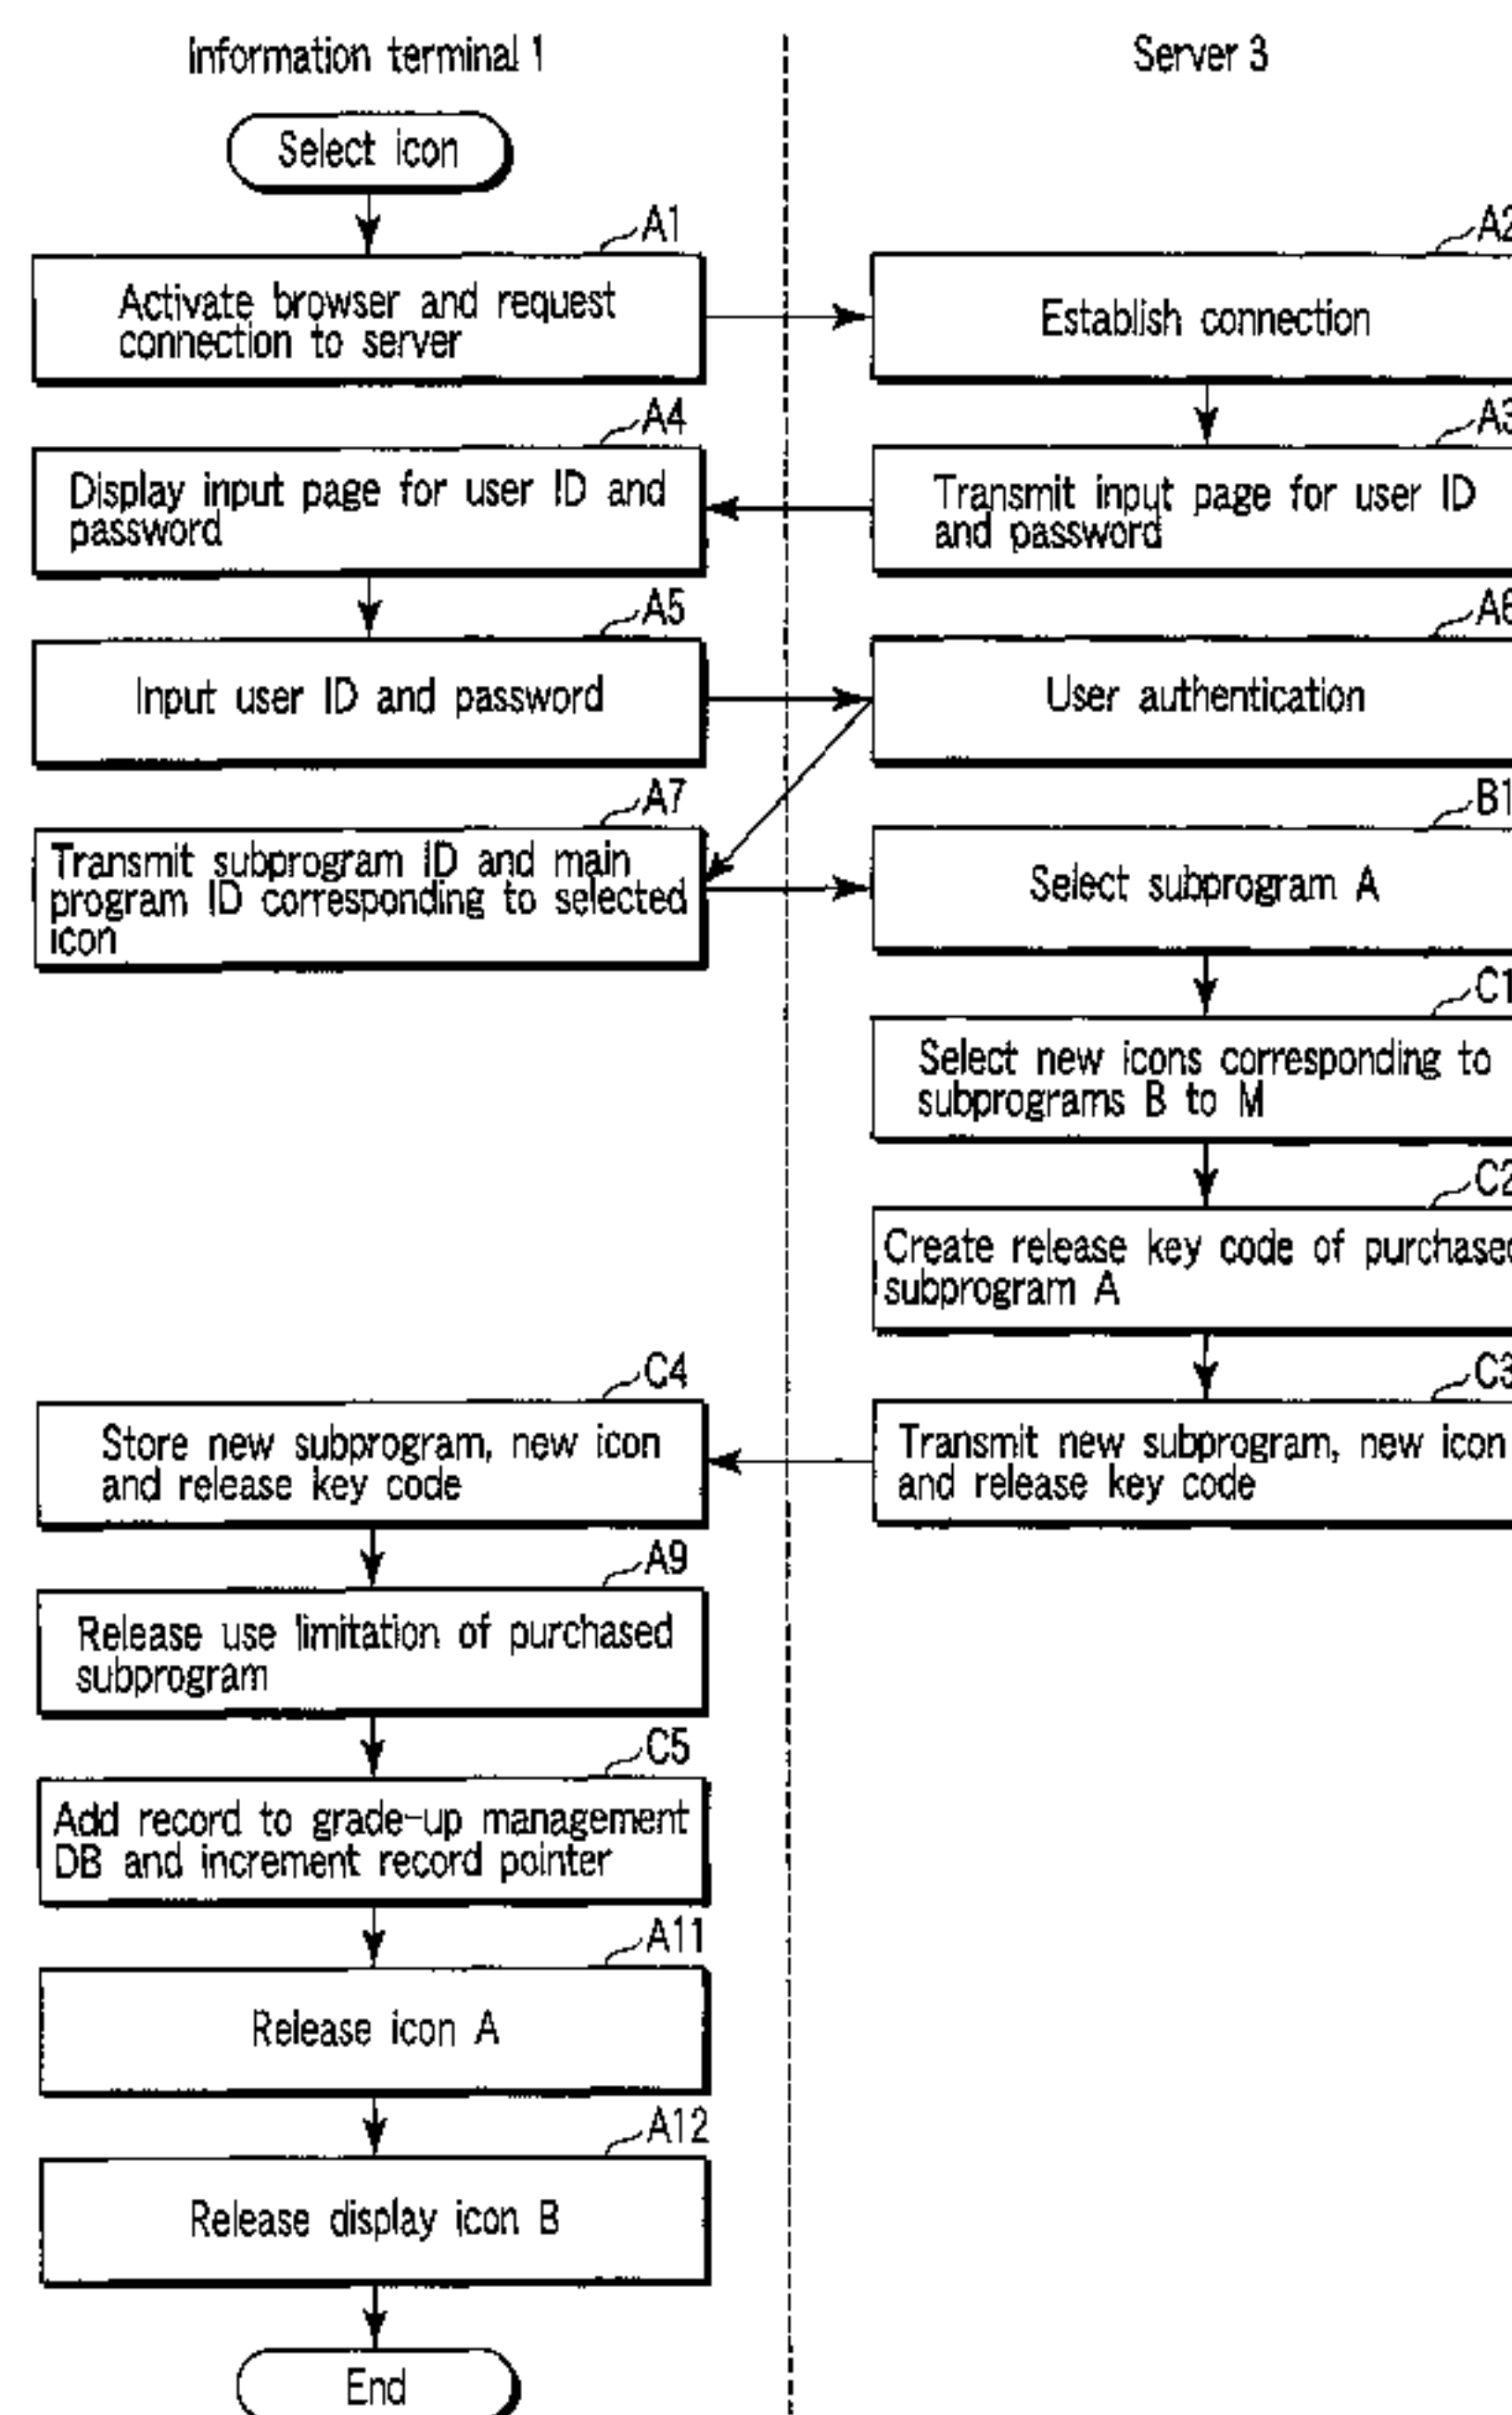 Information terminal 1
Server 3
Select icon
A1
Activate browser and request
connection to server
A2
Establish connection
A4
Display input page for user ID and
password
A3
Transmit input page for user ID
and password
A5
Input user ID and password
A6
User authentication
A7
Transmit subprogram ID and main
program ID corresponding to selected
icon
B1
Select subprogram A
C1
Select new icons corresponding to
subprograms B to M
C2
Create release key code of purchased
subprogram A
C4
Store new subprogram, new icon
and release key code
C3
Transmit new subprogram, new icon
and release key code
A9
Release use limitation of purchased
subprogram
C5
Add record to grade-up management
DB and increment record pointer
A11
Release icon A
A12
Release display icon B
End